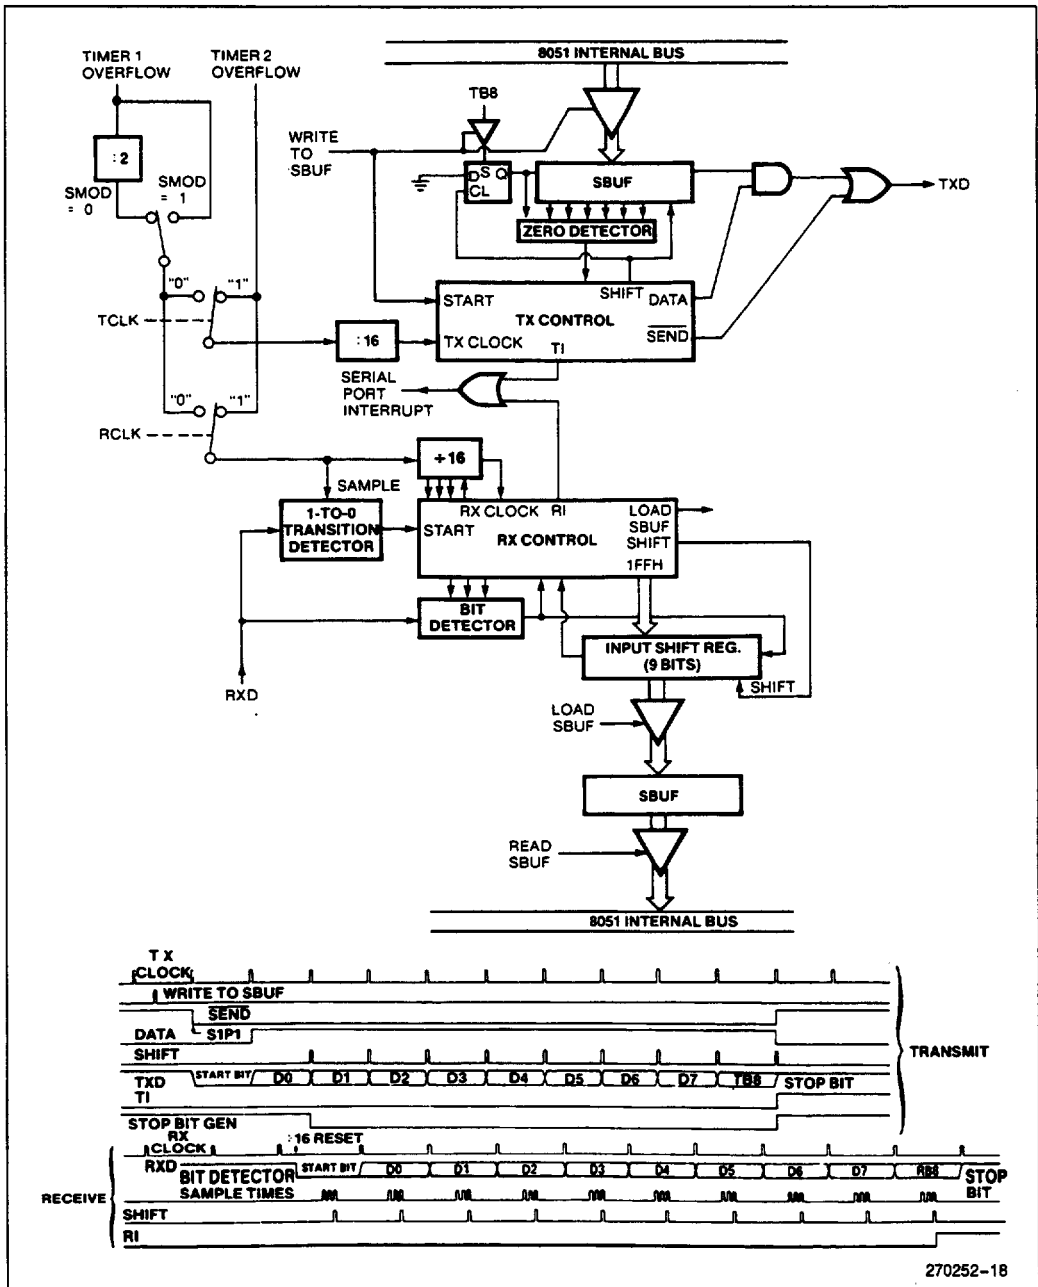 TIMER 1
OVERFLOW
TIMER 2
OVERFLOW
8051 INTERNAL BUS
TB8
WRITE
TO
SBUF
:2
SMOD
= 0
SMOD
= 1
D S Q
CL
SBUF
TXD
ZERO DETECTOR
"0"
"1"
TCLK
START
SHIFT
DATA
TX CONTROL
:16
TX CLOCK
TI
SEND
SERIAL
PORT
INTERRUPT
"0"
"1"
RCLK
÷16
SAMPLE
1-TO-0
TRANSITION
DETECTOR
RX CLOCK
RI
LOAD
SBUF
START
RX CONTROL
SHIFT
1FFH
BIT
DETECTOR
INPUT SHIFT REG.
(9 BITS)
RXD
SHIFT
LOAD
SBUF
SBUF
READ
SBUF
8051 INTERNAL BUS
TX
CLOCK
WRITE TO SBUF
SEND
DATA
S1P1
SHIFT
TRANSMIT
TXD
START BIT
D0
D1
D2
D3
D4
D5
D6
D7
TB8
STOP BIT
TI
STOP BIT GEN
RX
CLOCK
:16 RESET
RXD
BIT DETECTOR
START BIT
D0
D1
D2
D3
D4
D5
D6
D7
RB8
STOP
BIT
RECEIVE
SAMPLE TIMES
SHIFT
RI
270252-18